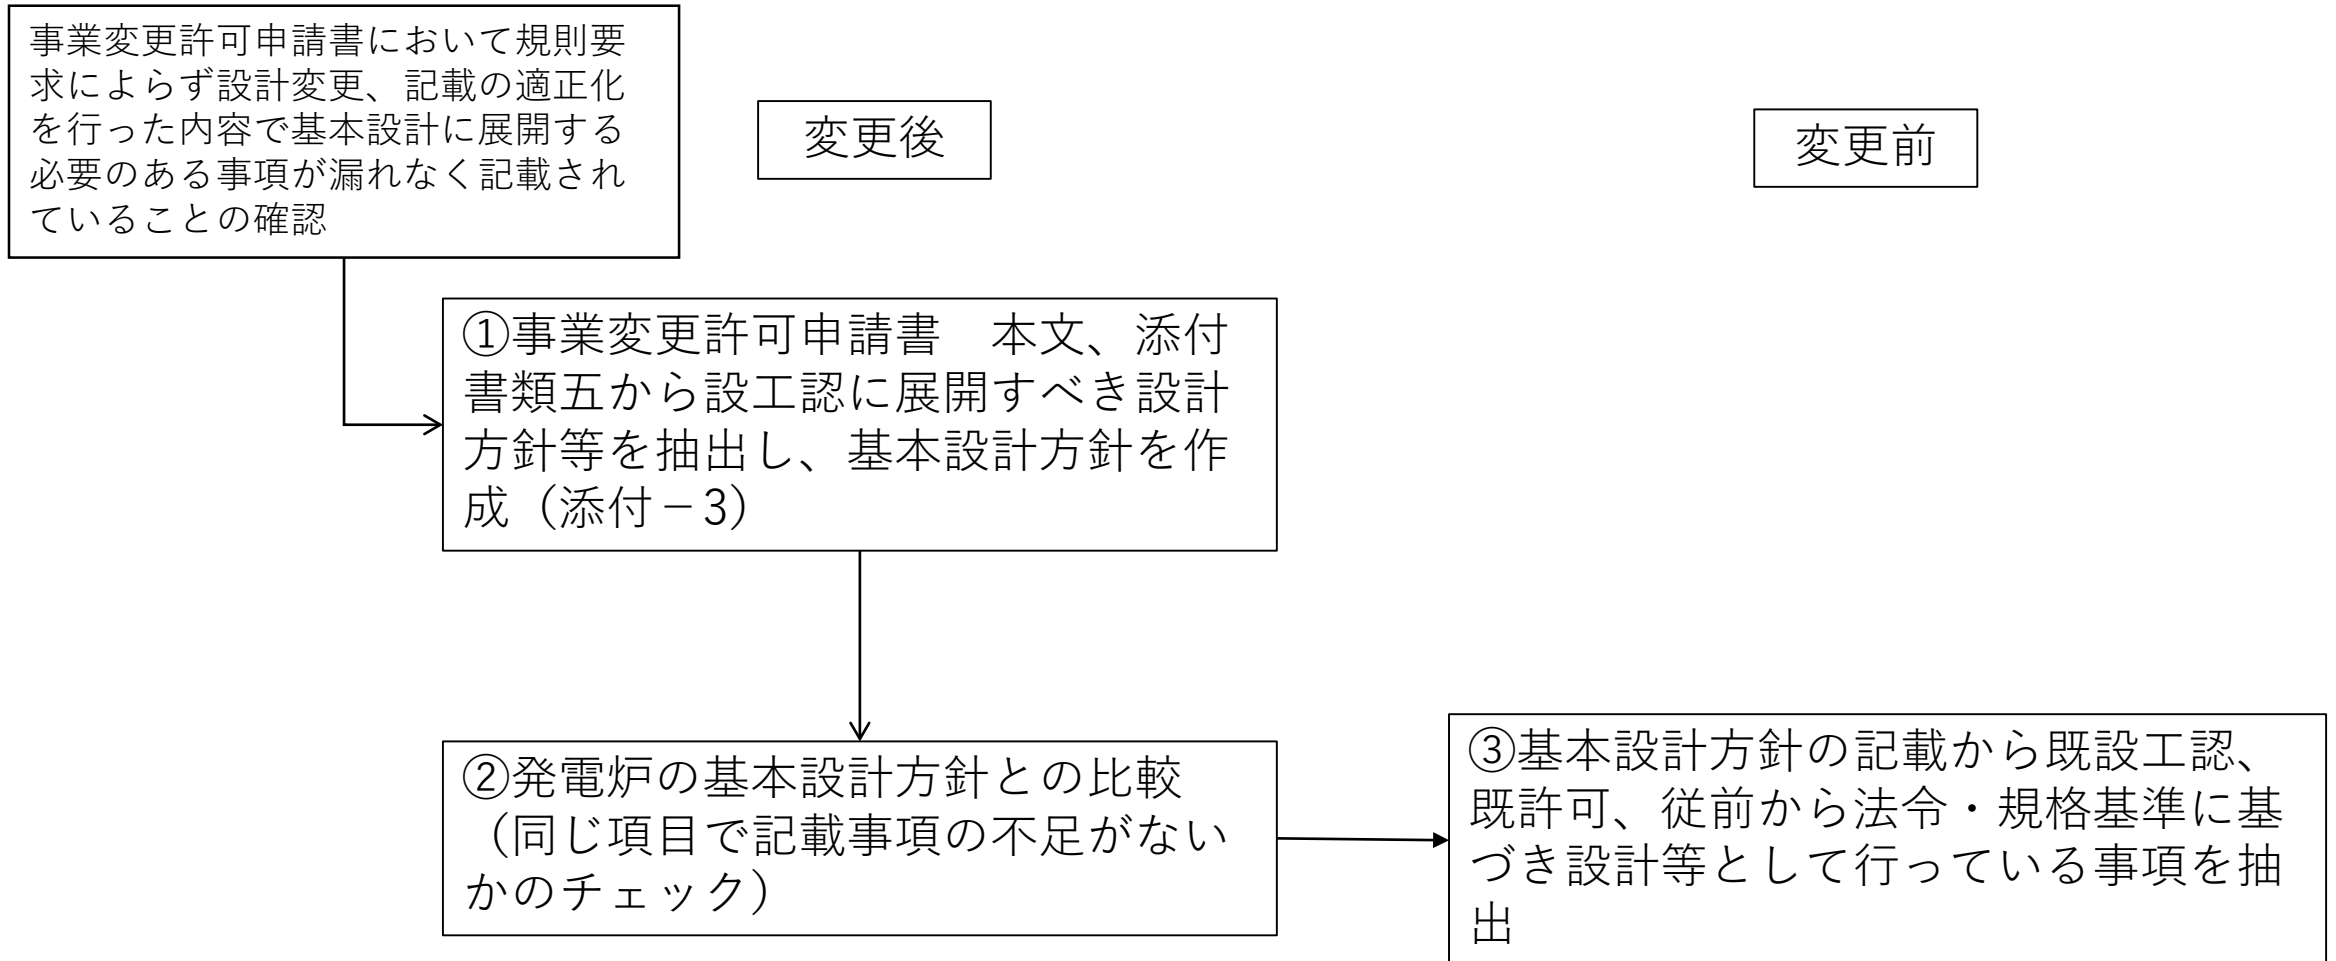 事業変更許可申請書において規則要
求によらず設計変更、記載の適正化
を行った内容で基本設計に展開する
必要のある事項が漏れなく記載され
ていることの確認
変更後
変更前
①事業変更許可申請書　本文、添付
書類五から設工認に展開すべき設計
方針等を抽出し、基本設計方針を作
成（添付－3）
②発電炉の基本設計方針との比較
（同じ項目で記載事項の不足がない
かのチェック）
③基本設計方針の記載から既設工認、
既許可、従前から法令・規格基準に基
づき設計等として行っている事項を抽
出